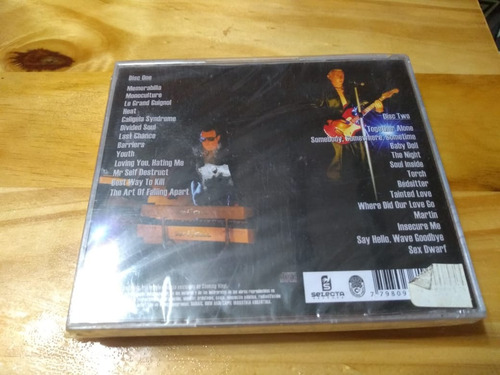 Disc One
Memorabilia
Monoculture
Le Grand Guignol
Heat
Caligula Syndrome
Divided Soul
Last Chance
Barriers
Youth
Loving You, Hating Me
Mr Self Destruct
Best Way To Kill
The Art Of Falling Apart
Disc Two
Together Alone
Somebody, Somewhere, Sometime
Baby Doll
The Night
Soul Inside
Torch
Bedsitter
Tainted Love
Where Did Our Love Go
Martin
Insecure Me
Say Hello, Wave Goodbye
Sex Dwarf
SELECTA
7 79809